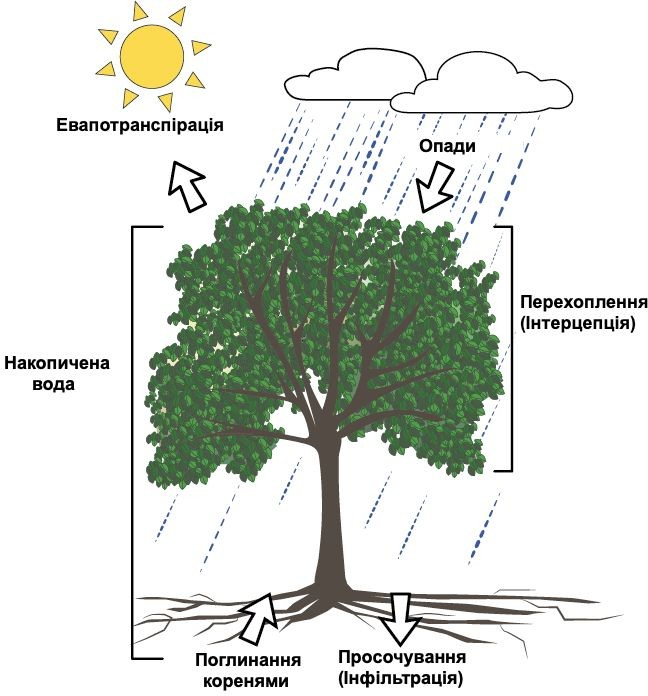 Евапотранспірація
Опади
Перехоплення
(Інтерцепція)
Накопичена
вода
Поглинання
коренями
Просочування
(Інфільтрація)